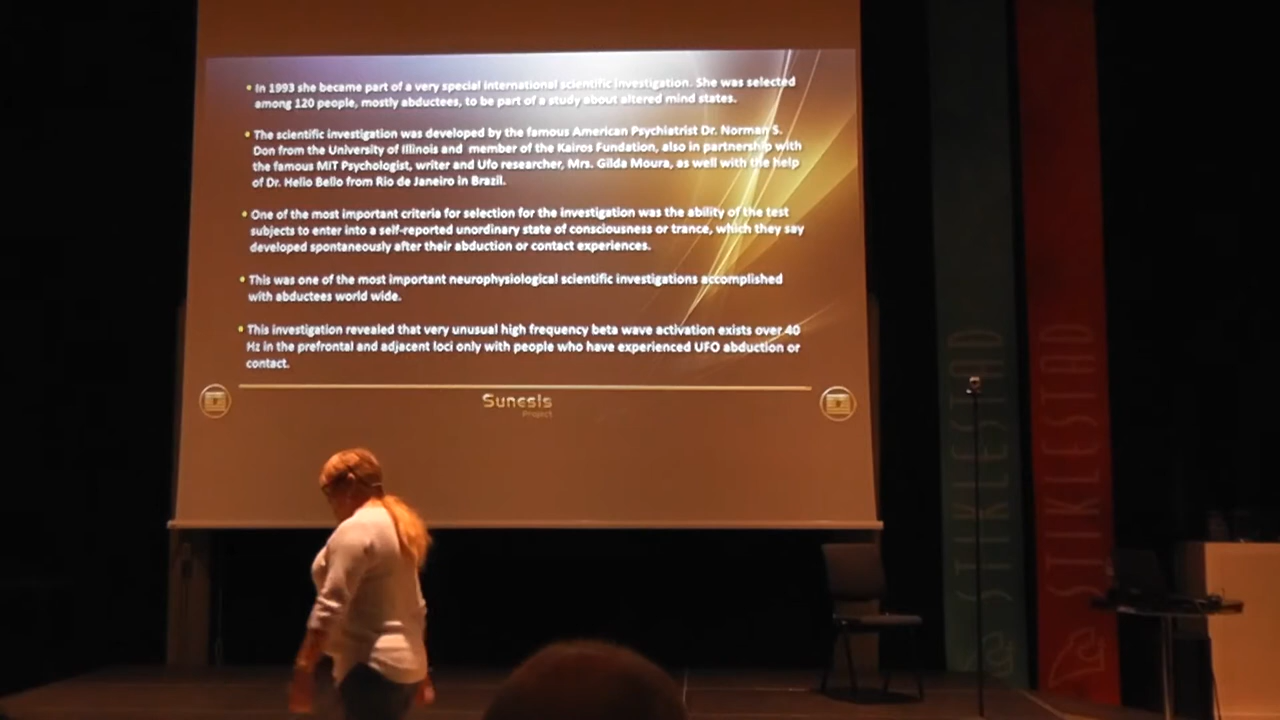 • In 1993 she became part of a very special International scientific investigation. She was selected
among 120 people, mostly abductees, to be part of a study about altered mind states.
• The scientific investigation was developed by the famous American Psychiatrist Dr. Norman S.
Don from the University of Illinois and member of the Kairos Fundation, also in partnership with
the famous MIT Psychologist, writer and Ufo researcher, Mrs. Gilda Moura, as well with the help
of Dr. Helio Bello from Rio de Janeiro in Brazil.
• One of the most important criteria for selection for the investigation was the ability of the test
subjects to enter into a self-reported unordinary state of consciousness or trance, which they say
developed spontaneously after their abduction or contact experiences.
• This was one of the most important neurophysiological scientific investigations accomplished
with abductees world wide.
• This investigation revealed that very unusual high frequency beta wave activation exists over 40
Hz in the prefrontal and adjacent loci only with people who have experienced UFO abduction or
contact.
Sunesis
Project
STIKLESTAD
STIKLESTAD